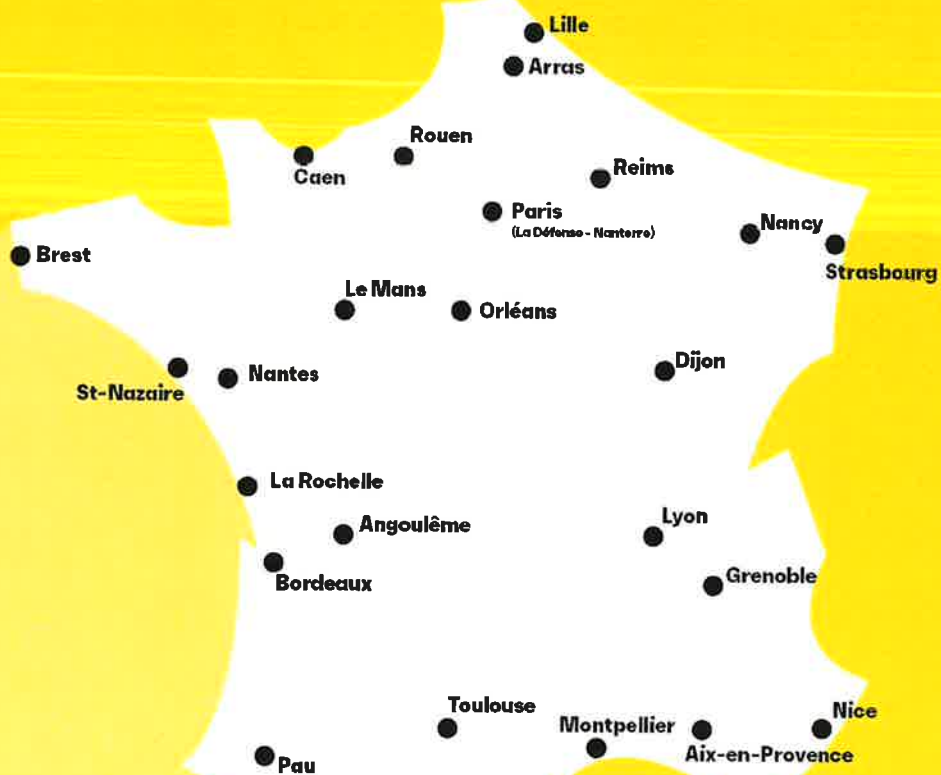 Lille
Arras
Rouen
Caen
Reims
Paris
(La Défense - Nanterre)
Nancy
Strasbourg
Brest
Le Mans
Orléans
Dijon
Nantes
St-Nazaire
La Rochelle
Angoulême
Lyon
Bordeaux
Grenoble
Toulouse
Nice
Montpellier
Aix-en-Provence
Pau